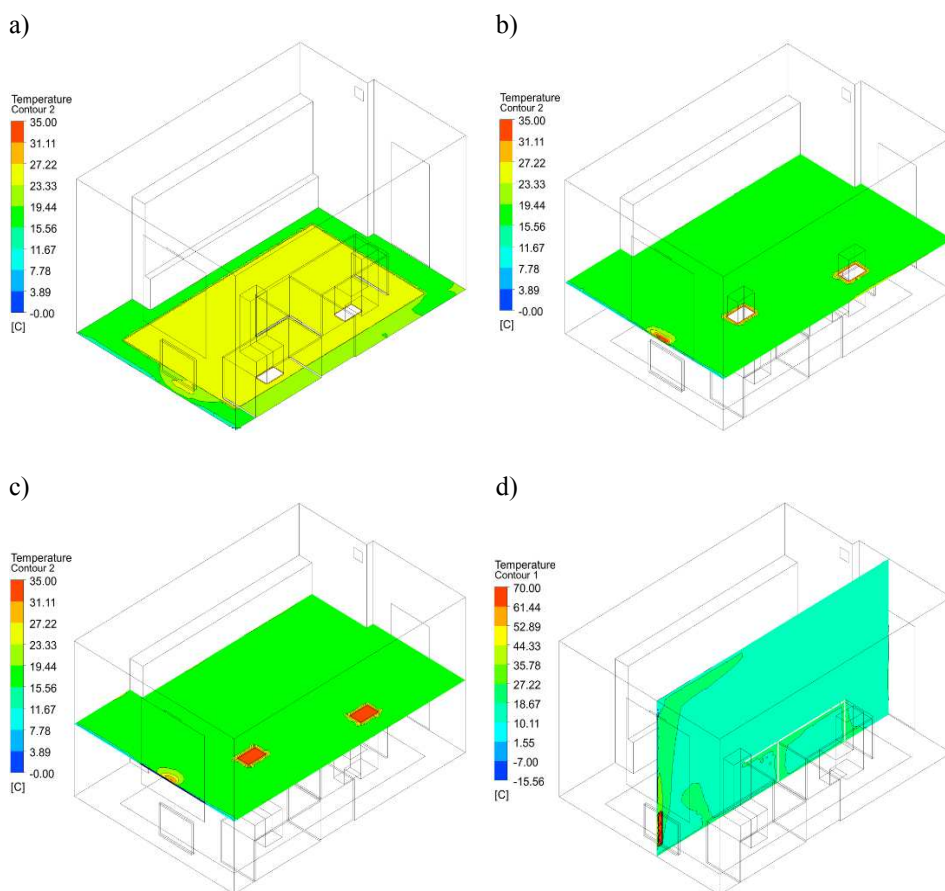 a)
Temperature
Contour 2
35.00
31.11
27.22
23.33
19.44
15.56
11.67
7.78
3.89
-0.00
[C]
b)
Temperature
Contour 2
35.00
31.11
27.22
23.33
19.44
15.56
11.67
7.78
3.89
-0.00
[C]
c)
Temperature
Contour 2
35.00
31.11
27.22
23.33
19.44
15.56
11.67
7.78
3.89
-0.00
[C]
d)
Temperature
Contour 1
70.00
61.44
52.89
44.33
35.78
27.22
18.67
10.11
1.55
-7.00
-15.56
[C]